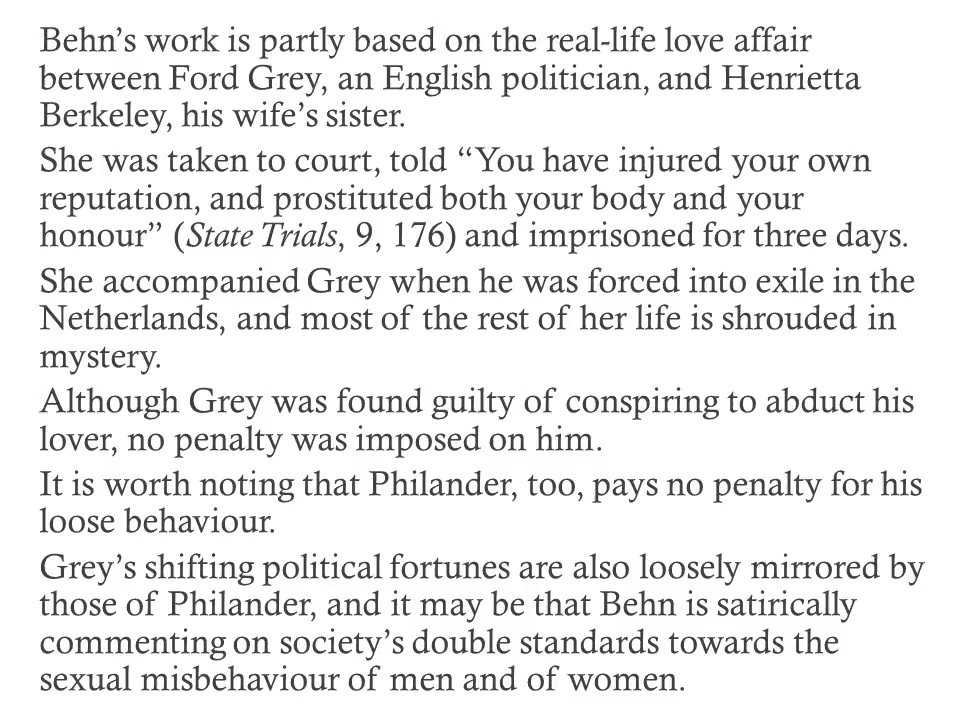 Behn’s work is partly based on the real-life love affair
between Ford Grey, an English politician, and Henrietta
Berkeley, his wife’s sister.
She was taken to court, told “You have injured your own
reputation, and prostituted both your body and your
honour” (State Trials, 9, 176) and imprisoned for three days.
She accompanied Grey when he was forced into exile in the
Netherlands, and most of the rest of her life is shrouded in
mystery.
Although Grey was found guilty of conspiring to abduct his
lover, no penalty was imposed on him.
It is worth noting that Philander, too, pays no penalty for his
loose behaviour.
Grey’s shifting political fortunes are also loosely mirrored by
those of Philander, and it may be that Behn is satirically
commenting on society’s double standards towards the
sexual misbehaviour of men and of women.